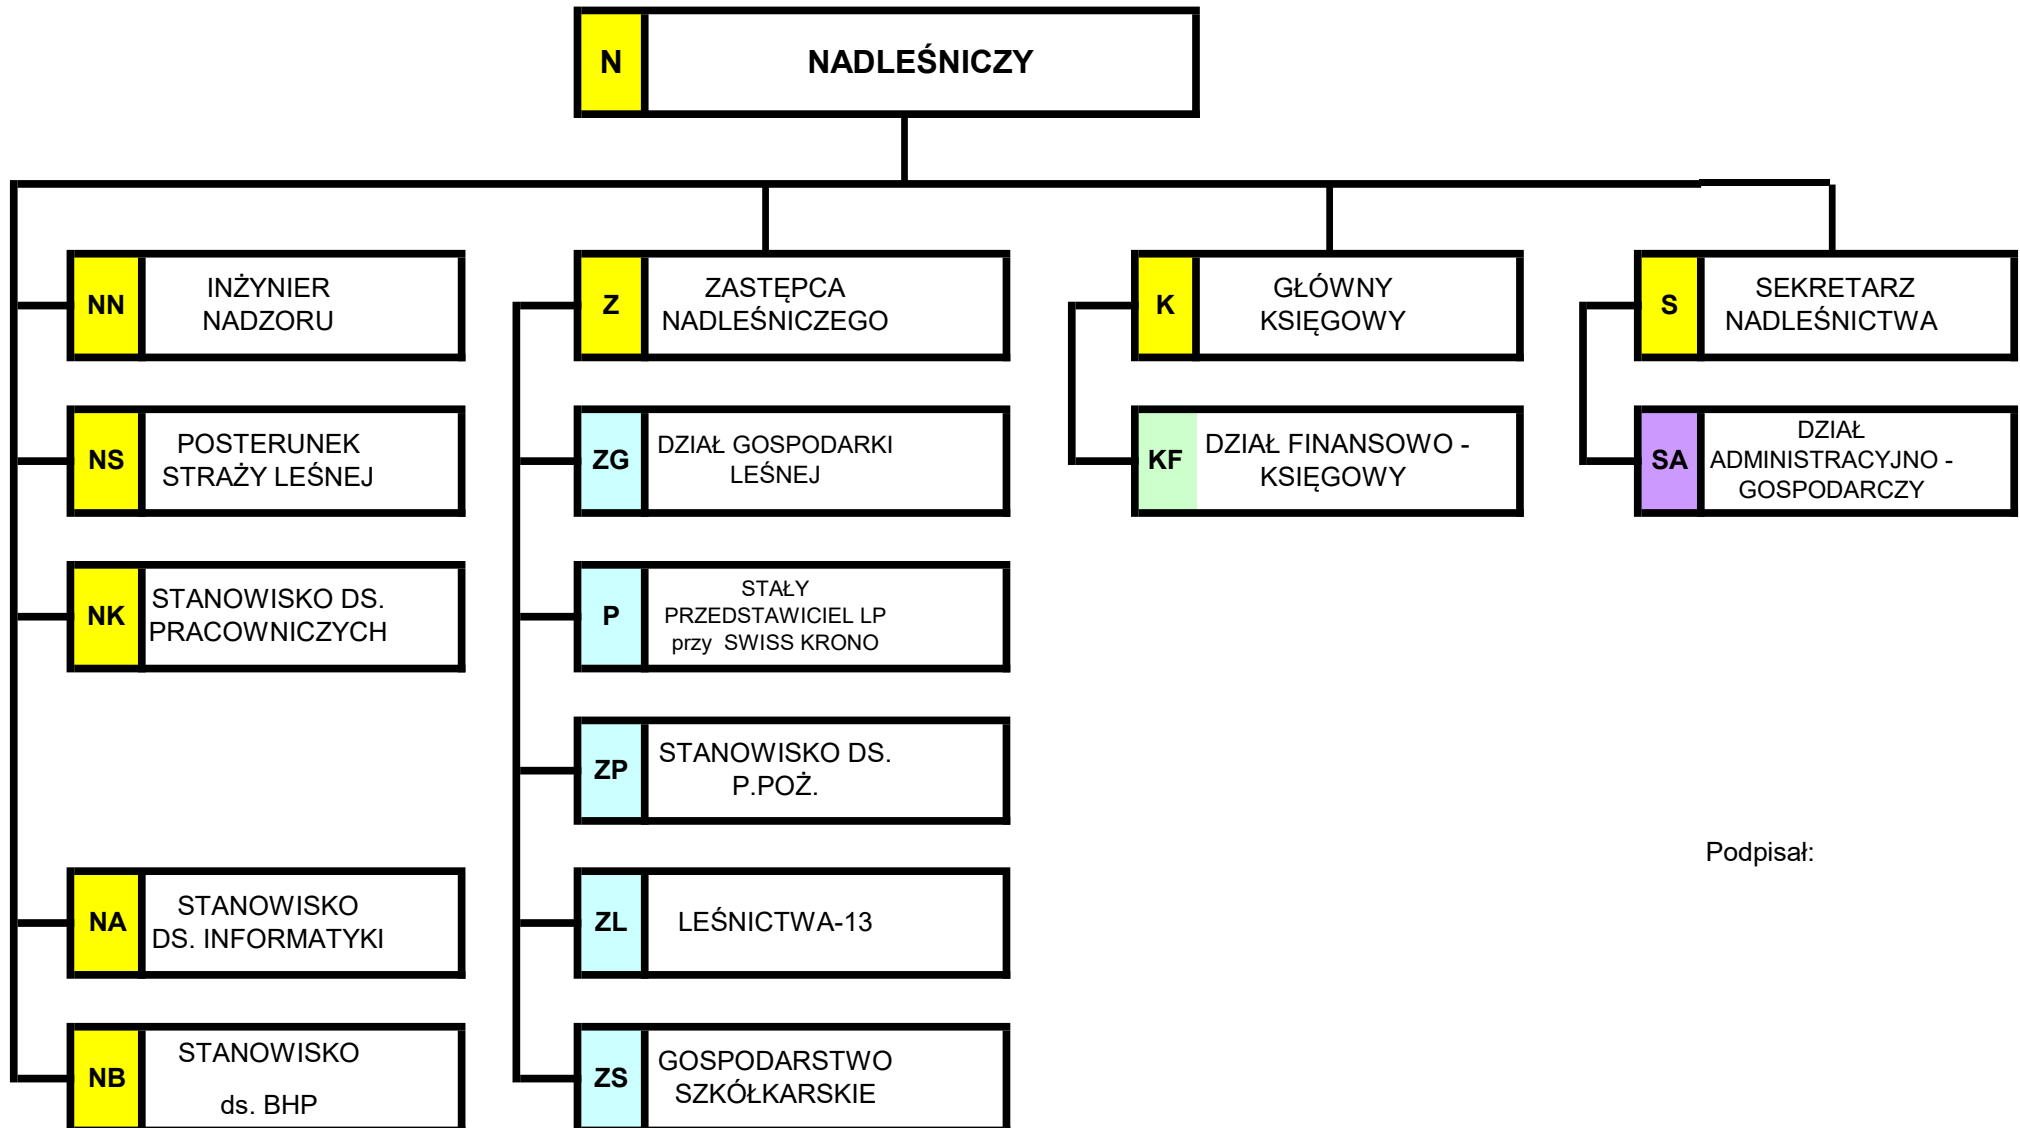 N NADLEŚNICZY
NN INŻYNIER
NADZORU
Z ZASTĘPCA
NADLEŚNICZEGO
K GŁÓWNY
KSIĘGOWY
S SEKRETARZ
NADLEŚNICTWA
NS POSTERUNEK
STRAŻY LEŚNEJ
ZG DZIAŁ GOSPODARKI
LEŚNEJ
KF DZIAŁ FINANSOWO -
KSIĘGOWY
SA DZIAŁ
ADMINISTRACYJNO -
GOSPODARCZY
NK STANOWISKO DS.
PRACOWNICZYCH
P STAŁY
PRZEDSTAWICIEL LP
przy SWISS KRONO
ZP STANOWISKO DS.
P.POŻ.
Podpisał:
NA STANOWISKO
DS. INFORMATYKI
ZL LEŚNICTWA-13
NB STANOWISKO
ds. BHP
ZS GOSPODARSTWO
SZKÓŁKARSKIE